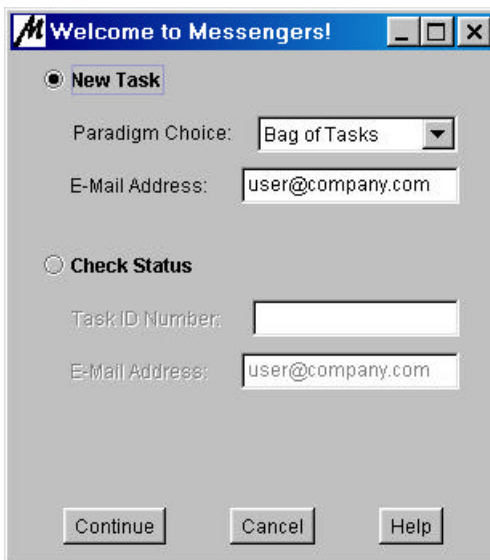 M Welcome to Messengers!
New Task
Paradigm Choice: Bag of Tasks
E-Mail Address: user@company.com
Check Status
Task ID Number:
E-Mail Address: user@company.com
Continue Cancel Help